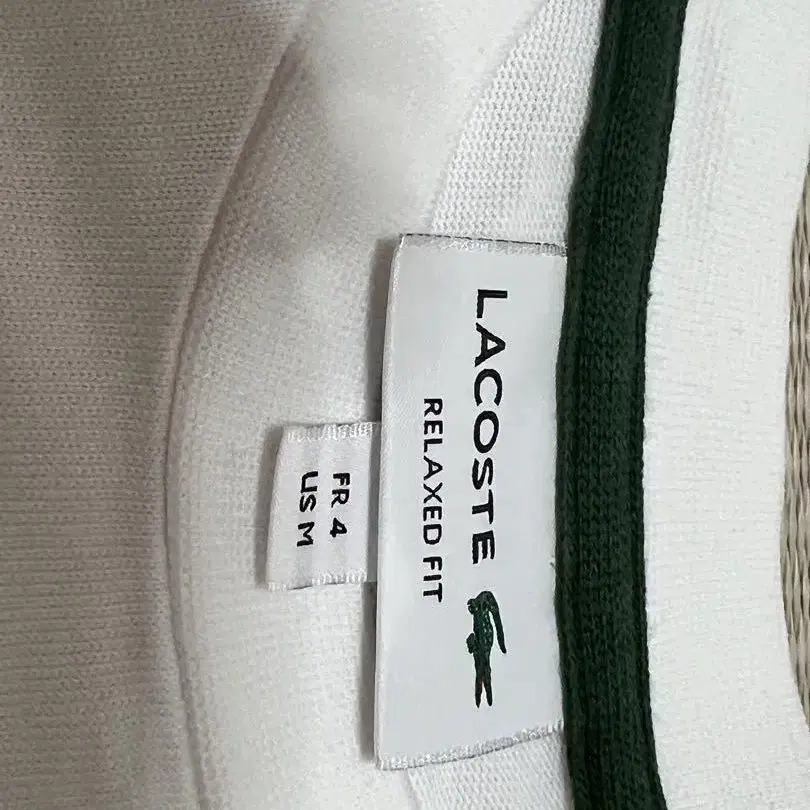 LACOSTE
RELAXED FIT
FR 4
US M